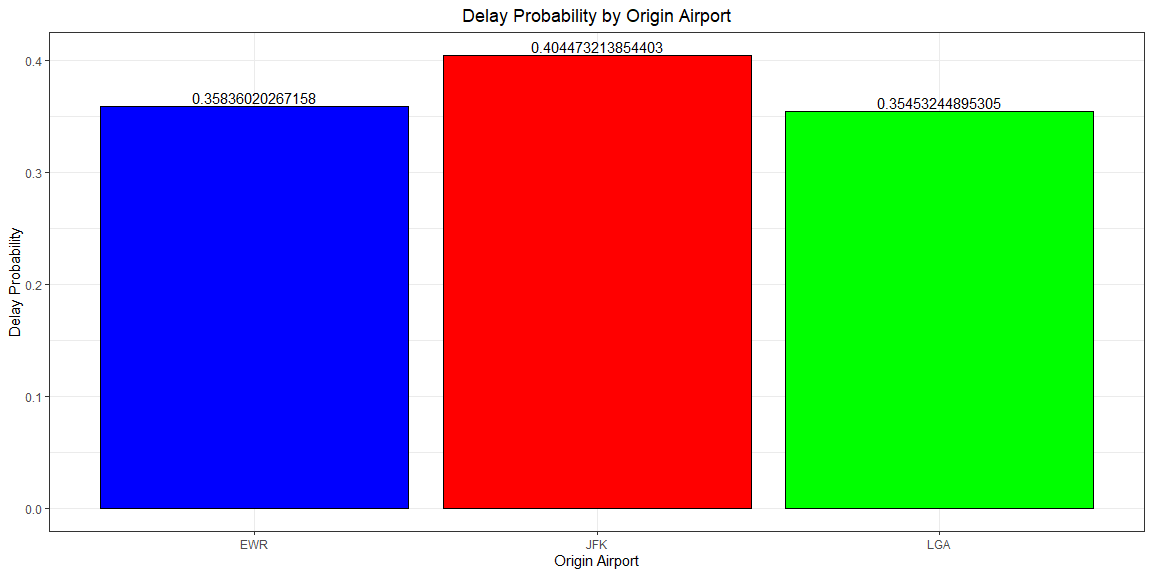 Delay Probability by Origin Airport
0.404473213854403
0.35836020267158
0.35453244895305
0.4
0.3
0.2
0.1
0.0
Delay Probability
EWR JFK LGA
Origin Airport